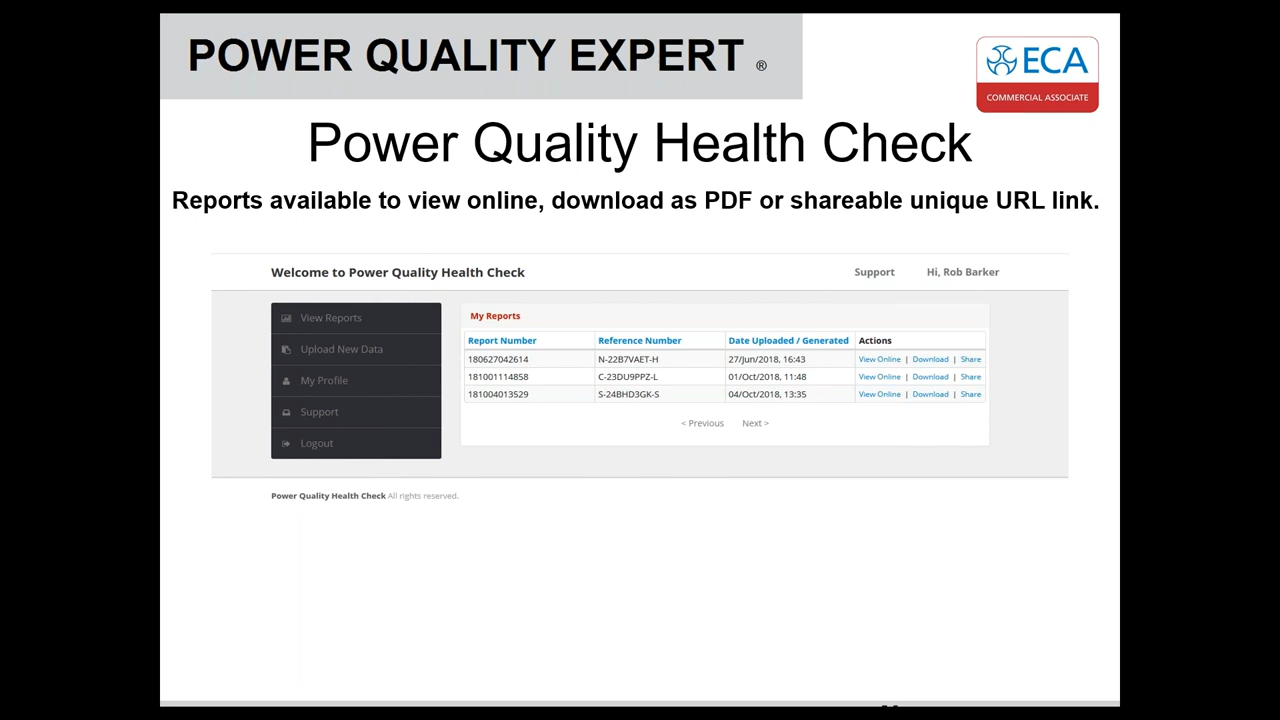 POWER QUALITY EXPERT ®
ECA
COMMERCIAL ASSOCIATE
Power Quality Health Check
Reports available to view online, download as PDF or shareable unique URL link.
Welcome to Power Quality Health Check
Support Hi, Rob Barker
View Reports
Upload New Data
My Profile
Support
Logout
My Reports
Report Number Reference Number Date Uploaded / Generated Actions
180627042614 N-22B7VAET-H 27/Jun/2018, 16:43 View Online | Download | Share
181001114858 C-23DU9PPZ-L 01/Oct/2018, 11:48 View Online | Download | Share
181004013529 S-24BHD3GK-S 04/Oct/2018, 13:35 View Online | Download | Share
< Previous Next >
Power Quality Health Check All rights reserved.